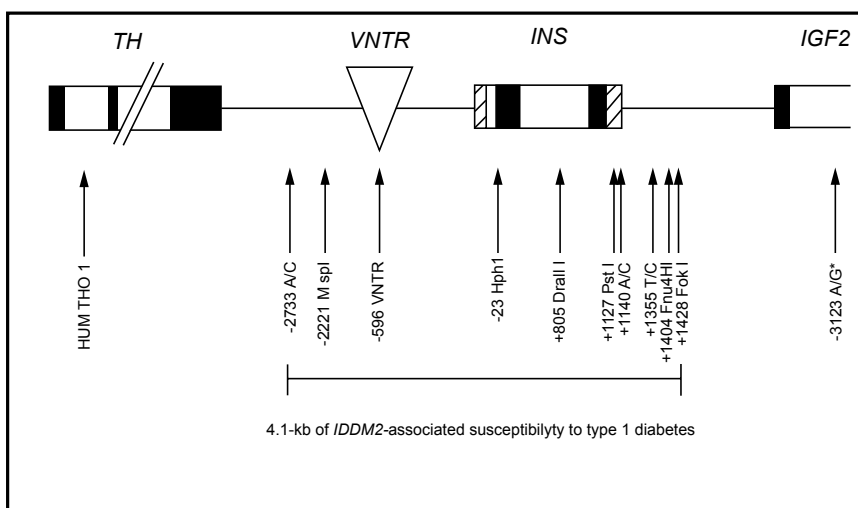 TH
VNTR
INS
IGF2
HUM THO 1
-2733 A/C
-2221 M spI
-596 VNTR
-23 Hph1
+805 DraII I
+1127 Pst I
+1140 A/C
+1355 T/C
+1404 Fnu4HI
+1428 Fok I
-3123 A/G*
4.1-kb of IDDM2-associated susceptibilyty to type 1 diabetes